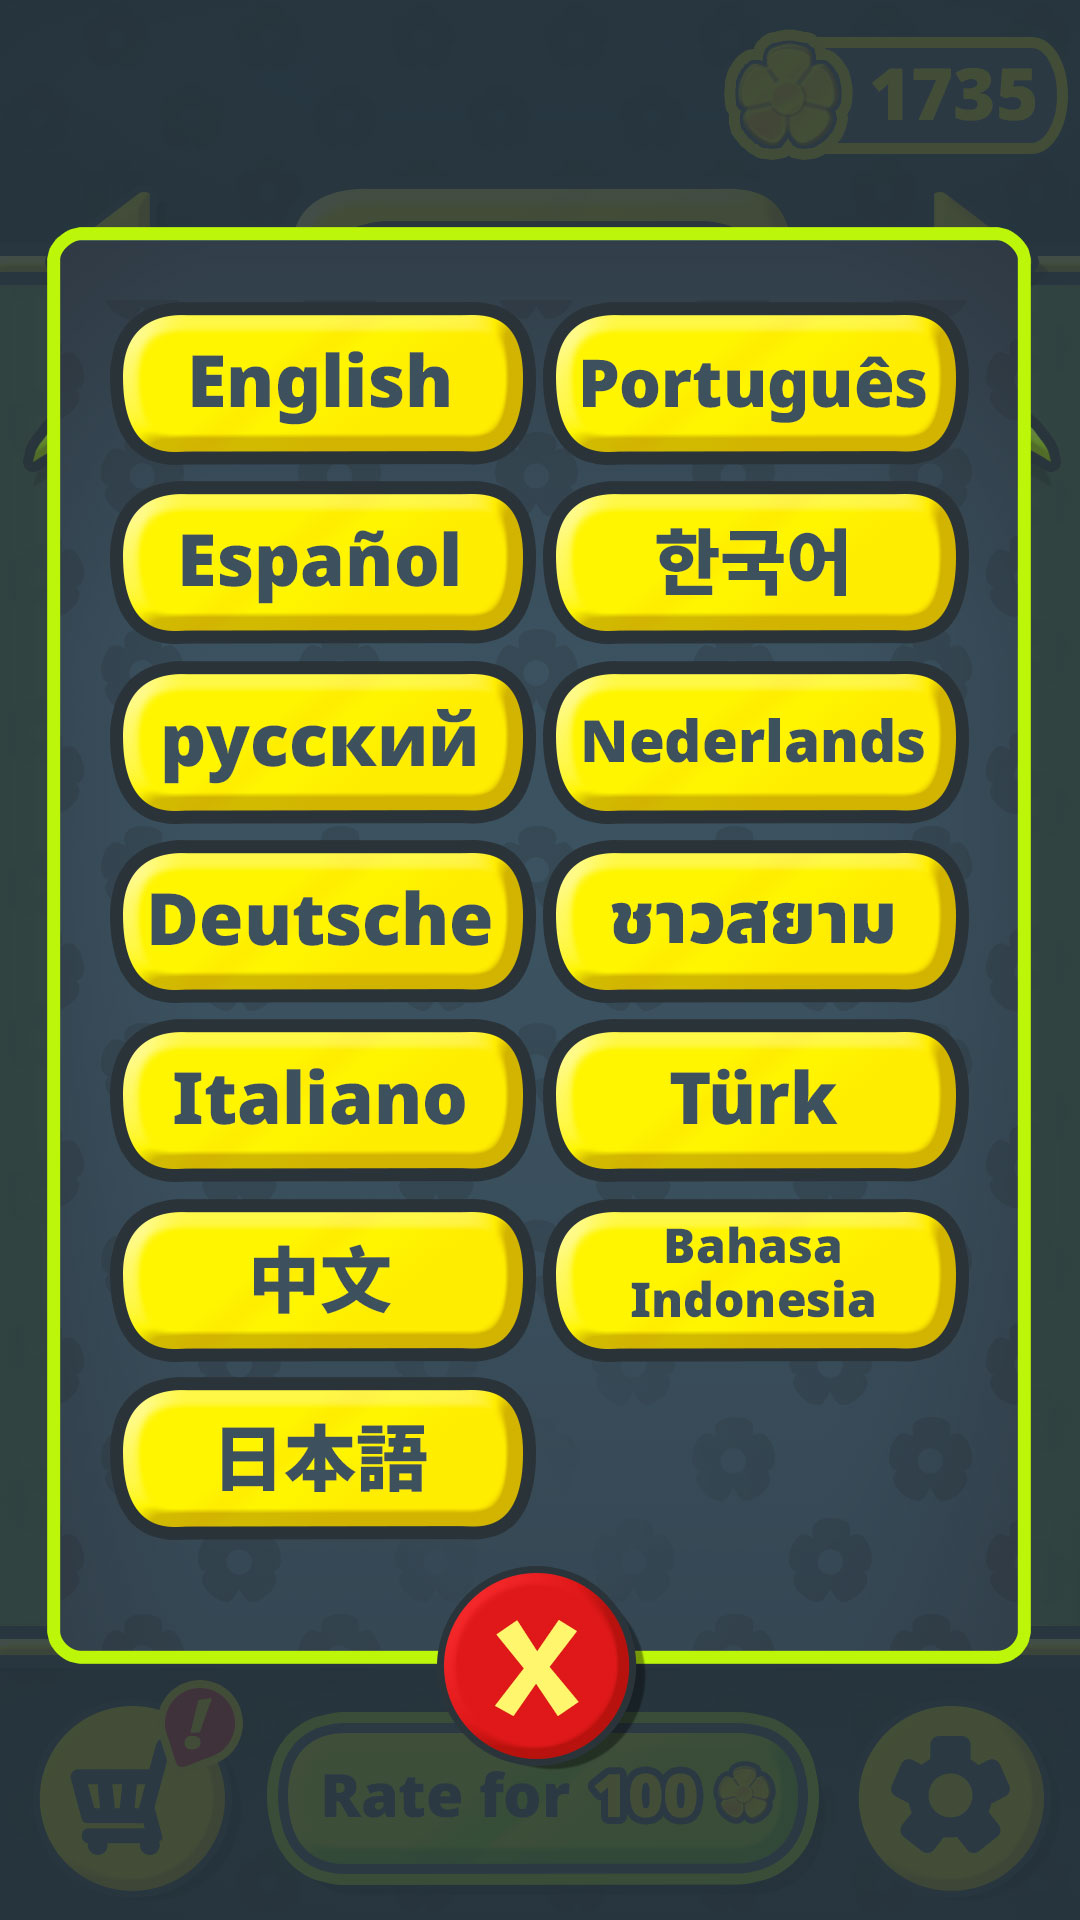 1735
English
Português
Español
한국어
русский
Nederlands
Deutsche
ชาวสยาม
Italiano
Türk
中文
Bahasa
Indonesia
日本語
X
!
Rate for 100